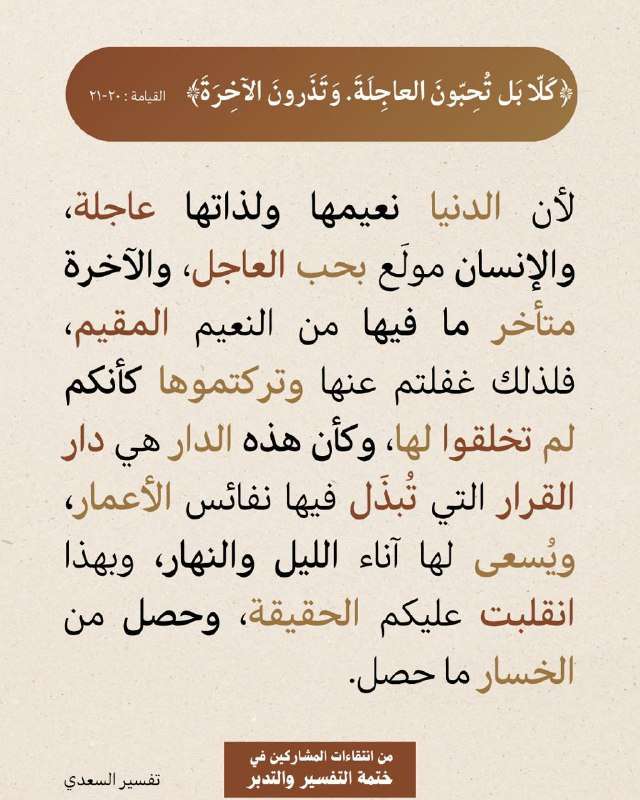 ﴿كَلّا بَل تُحِبّونَ العاجِلَةَ. وَتَذَرونَ الآخِرَةَ﴾ القيامة : ٢٠-٢١
لأن الدنيا نعيمها ولذاتها عاجلة،
والإنسان مولَع بحب العاجل، والآخرة
متأخر ما فيها من النعيم المقيم،
فلذلك غفلتم عنها وتركتموها كأنكم
لم تخلقوا لها، وكأن هذه الدار هي دار
القرار التي تُبذَل فيها نفائس الأعمار،
ويُسعى لها آناء الليل والنهار، وبهذا
انقلبت عليكم الحقيقة، وحصل من
الخسار ما حصل.
من انتقاءات المشاركين في
ختمة التفسير والتدبر
تفسير السعدي